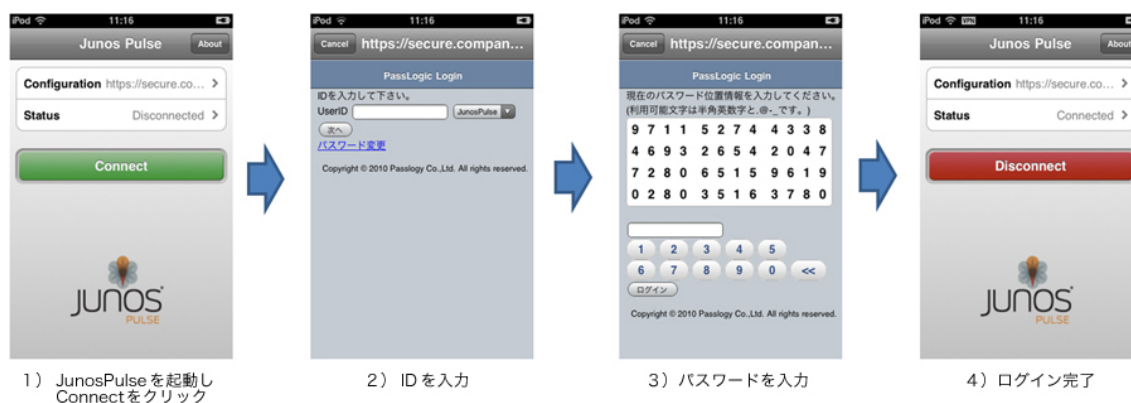 iPod 11:16
Junos Pulse About
Configuration https://secure.co...
Status Disconnected
Connect
JUNOS
PULSE
1） JunosPulseを起動し
Connectをクリック
iPod 11:16
Cancel https://secure.compan...
PassLogic Login
IDを入力して下さい。
UserID JunosPulse
次へ
パスワード変更
Copyright © 2010 Passlogy Co.,Ltd. All rights reserved.
2） IDを入力
iPod 11:16
Cancel https://secure.compan...
PassLogic Login
現在のパスワード位置情報を入力してください。
(利用可能文字は半角英数字と.@-_です。)
9 7 1 1 5 2 7 4 4 3 3 8
4 6 9 3 2 6 5 4 2 0 4 7
7 2 8 0 6 5 1 5 9 6 1 9
0 2 8 0 3 5 1 6 3 7 8 0
1 2 3 4 5
6 7 8 9 0 <<
ログイン
Copyright © 2010 Passlogy Co.,Ltd. All rights reserved.
3）パスワードを入力
iPod VPN 11:16
Junos Pulse About
Configuration https://secure.co...
Status Connected
Disconnect
JUNOS
PULSE
4）ログイン完了